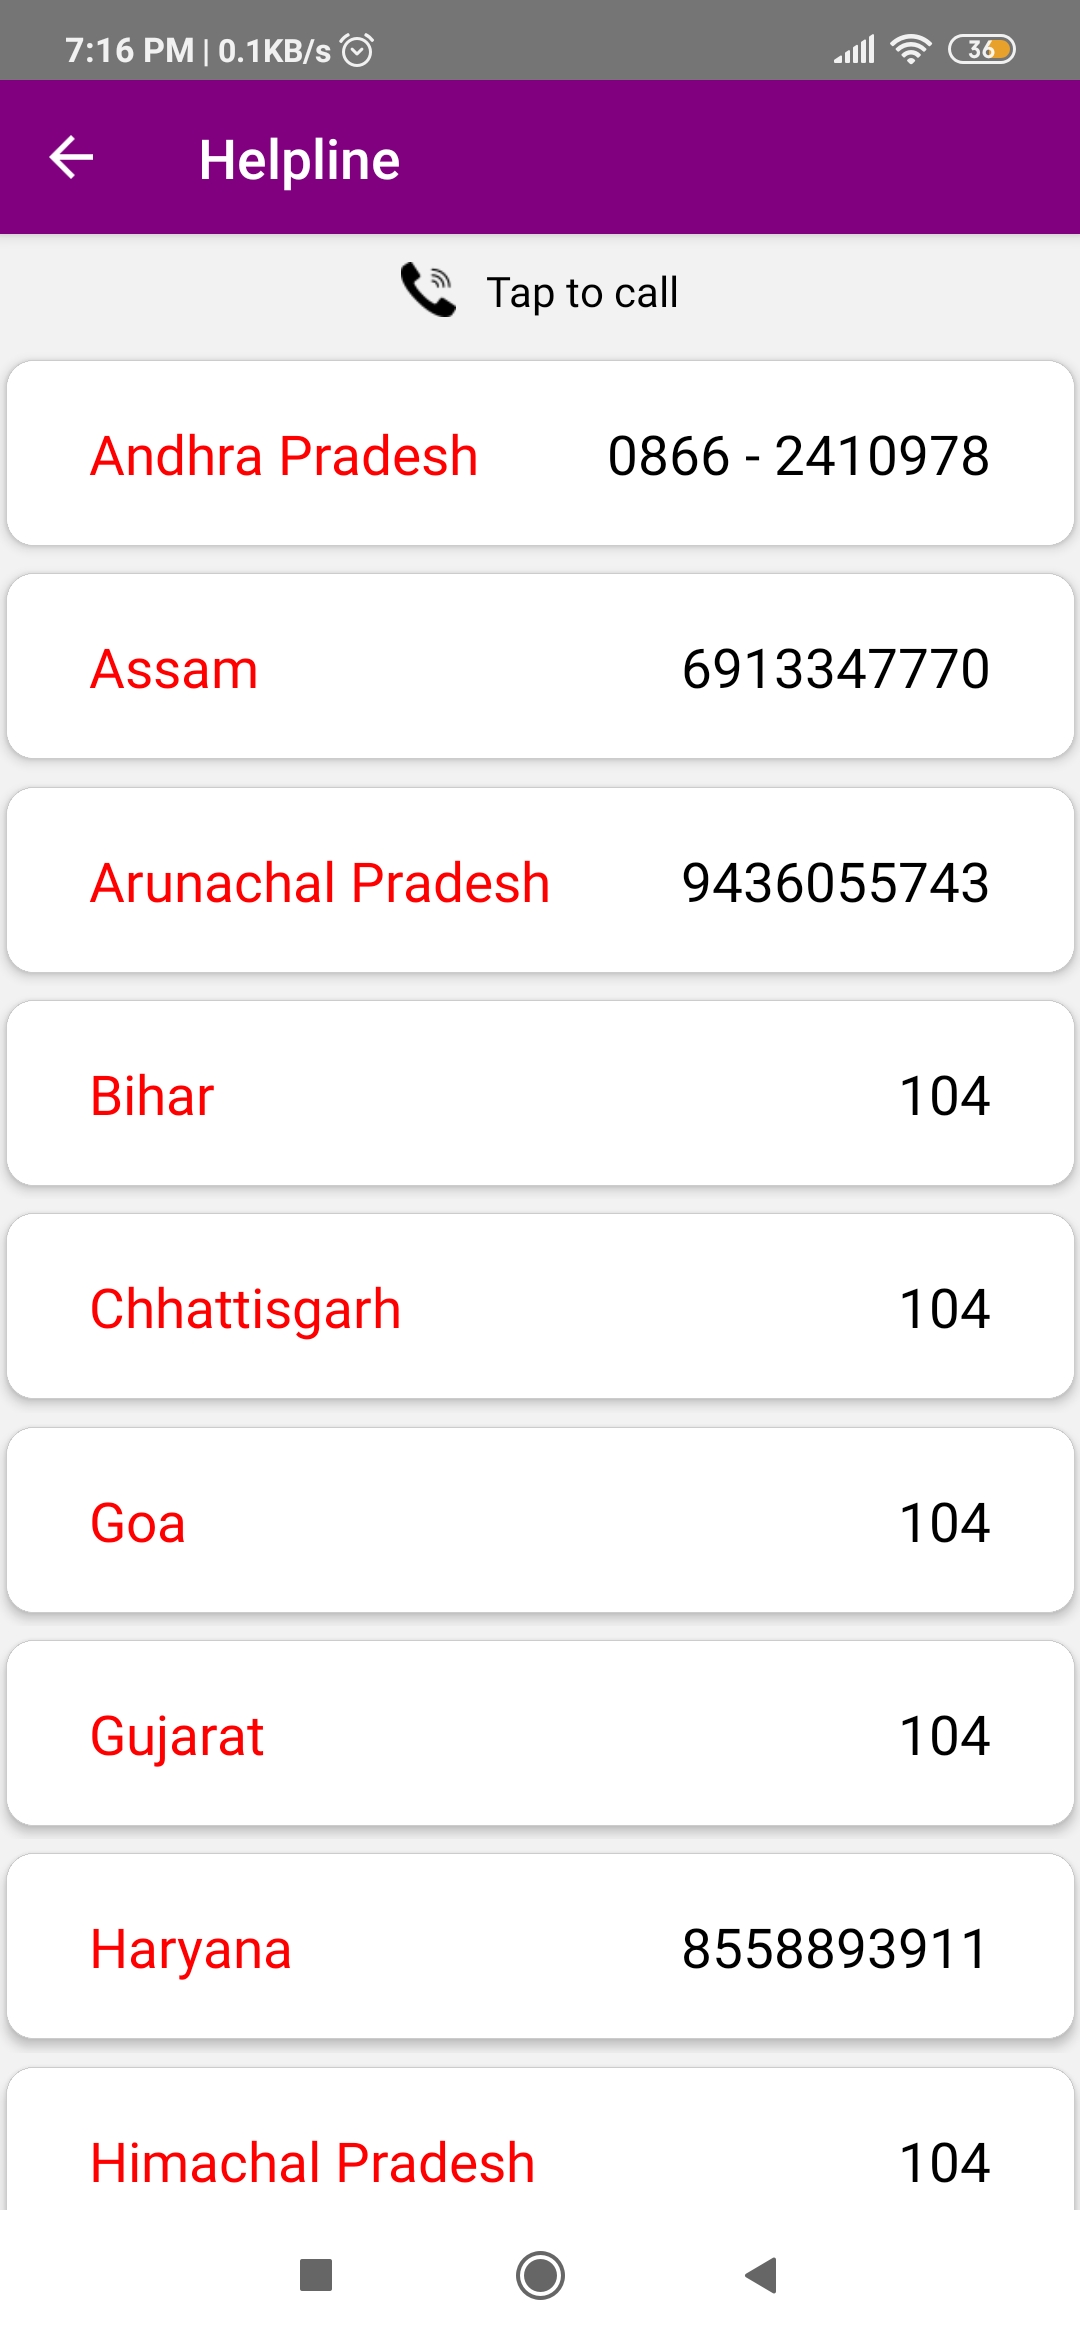 7:16 PM | 0.1KB/s
36
Helpline
Tap to call
Andhra Pradesh 0866 - 2410978
Assam 6913347770
Arunachal Pradesh 9436055743
Bihar 104
Chhattisgarh 104
Goa 104
Gujarat 104
Haryana 8558893911
Himachal Pradesh 104